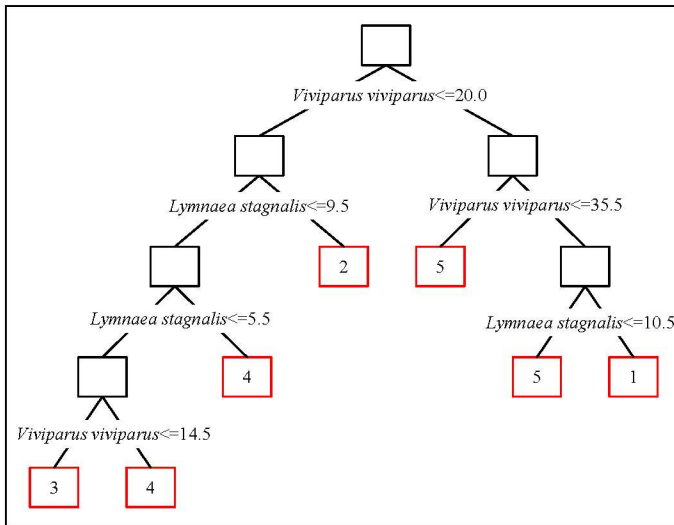 Viviparus viviparus<=20.0
Lymnaea stagnalis<=9.5
Viviparus viviparus<=35.5
2
5
Lymnaea stagnalis<=5.5
Lymnaea stagnalis<=10.5
4
5
1
Viviparus viviparus<=14.5
3
4